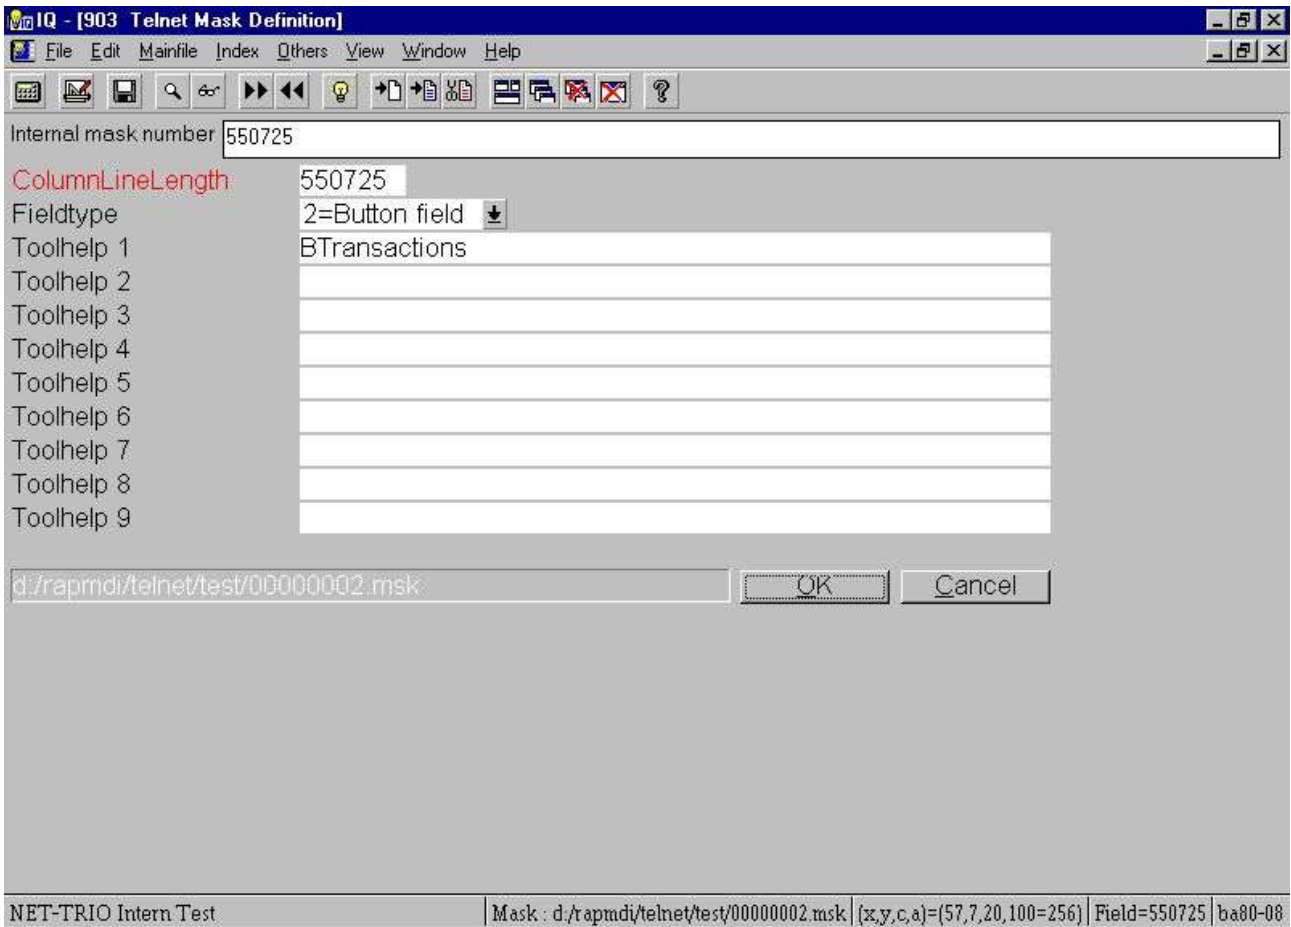 IQ - [903 Telnet Mask Definition]
File Edit Mainfile Index Others View Window Help
Internal mask number 550725
ColumnLineLength 550725
Fieldtype 2=Button field
Toolhelp 1 BTransactions
Toolhelp 2
Toolhelp 3
Toolhelp 4
Toolhelp 5
Toolhelp 6
Toolhelp 7
Toolhelp 8
Toolhelp 9
d:/rapmdi/telnet/test/00000002.msk OK Cancel
NET-TRIO Intern Test Mask : d:/rapmdi/telnet/test/00000002.msk (x,y,c,a)=(57,7,20,100=256) Field=550725 ba80-08